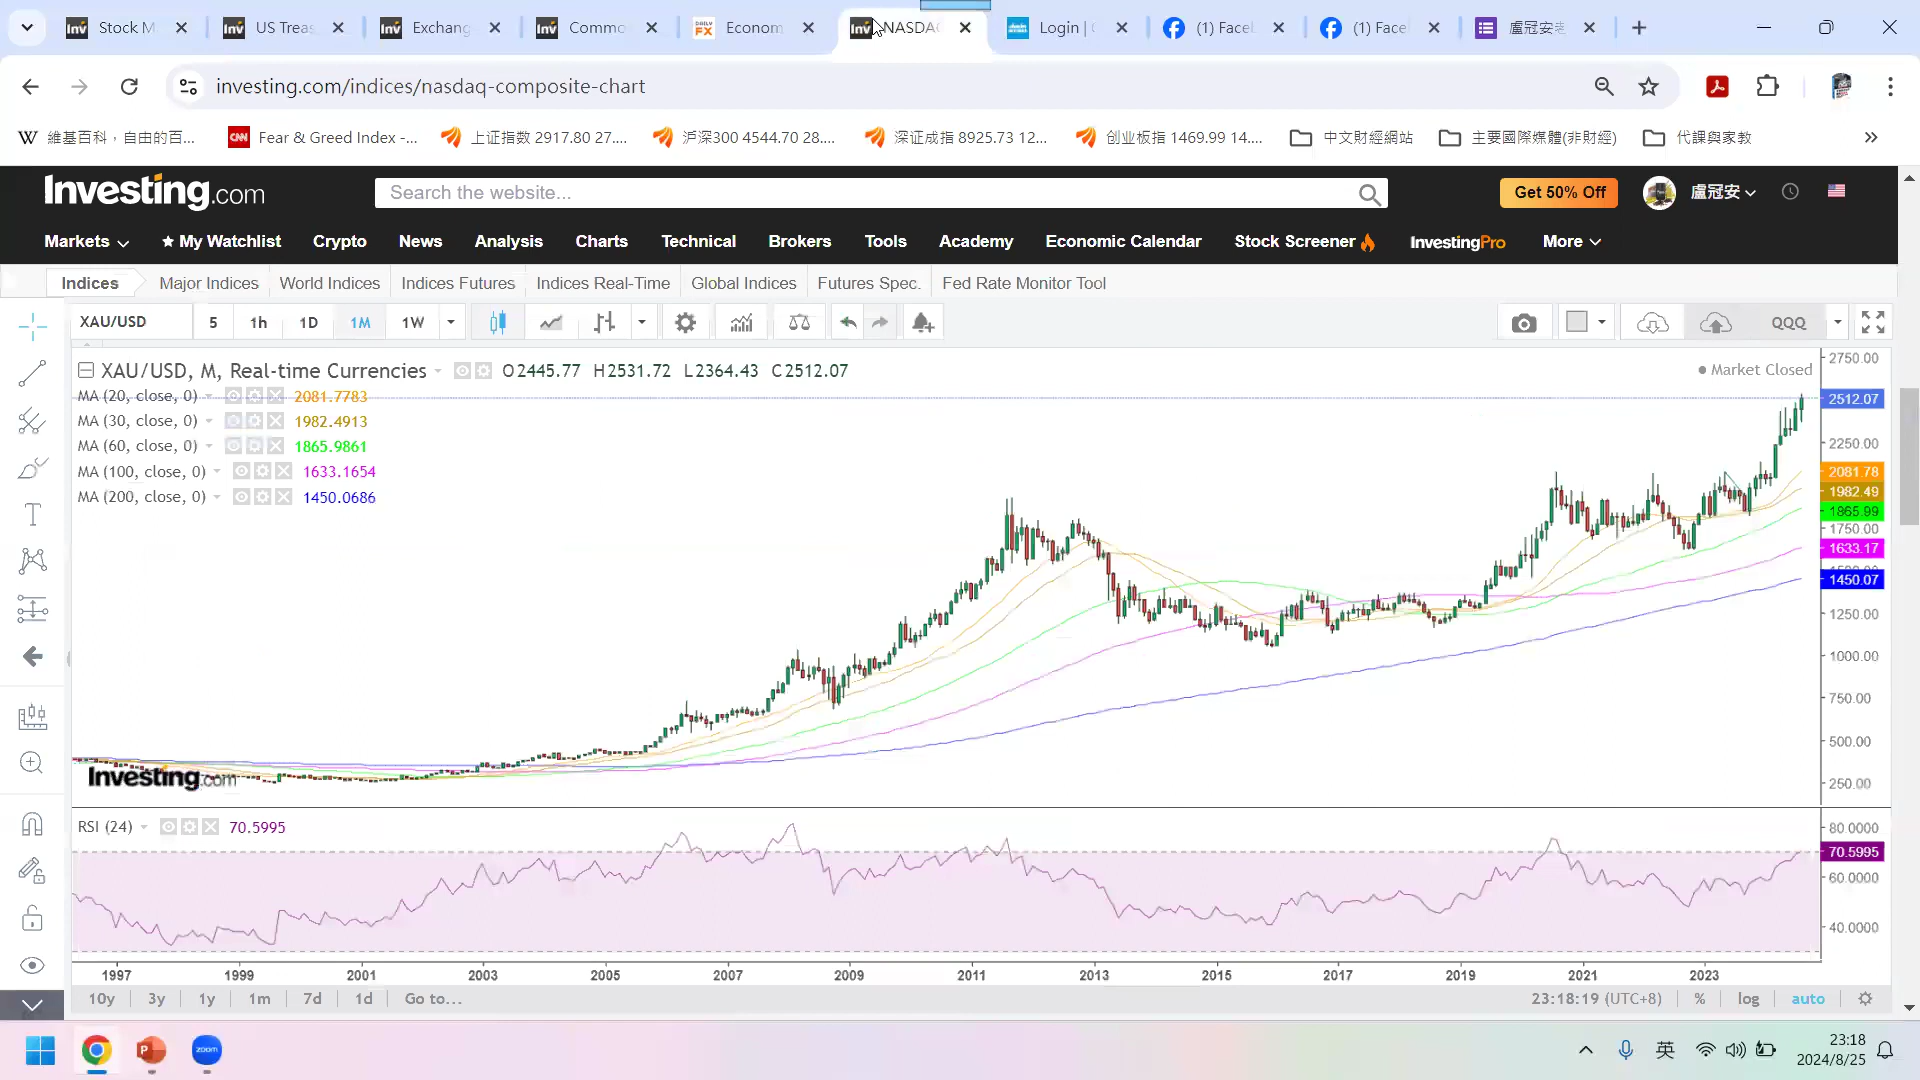 Stock M
US Treas
Exchang
Commo
Econom
NASDAQ
Login | (
(1) Face
(1) Face
盧冠安老
investing.com/indices/nasdaq-composite-chart
維基百科，自由的百...
CNN Fear & Greed Index -...
上证指数 2917.80 27....
沪深300 4544.70 28....
深证成指 8925.73 12...
创业板指 1469.99 14....
中文財經網站
主要國際媒體(非財經)
代課與家教
Investing.com
Search the website...
Get 50% Off
盧冠安
Markets
My Watchlist
Crypto
News
Analysis
Charts
Technical
Brokers
Tools
Academy
Economic Calendar
Stock Screener
InvestingPro
More
Indices
Major Indices
World Indices
Indices Futures
Indices Real-Time
Global Indices
Futures Spec.
Fed Rate Monitor Tool
XAU/USD
5
1h
1D
1M
1W
QQQ
XAU/USD, M, Real-time Currencies
O2445.77 H2531.72 L2364.43 C2512.07
Market Closed
MA (20, close, 0) 2081.7783
MA (30, close, 0) 1982.4913
MA (60, close, 0) 1865.9861
MA (100, close, 0) 1633.1654
MA (200, close, 0) 1450.0686
2750.00
2512.07
2250.00
2081.78
1982.49
1865.99
1750.00
1633.17
1450.07
1250.00
1000.00
750.00
500.00
250.00
Investing.com
RSI (24) 70.5995
80.0000
70.5995
60.0000
40.0000
1997 1999 2001 2003 2005 2007 2009 2011 2013 2015 2017 2019 2021 2023
10y 3y 1y 1m 7d 1d Go to...
23:18:19 (UTC+8) % log auto
zoom
英
23:18
2024/8/25